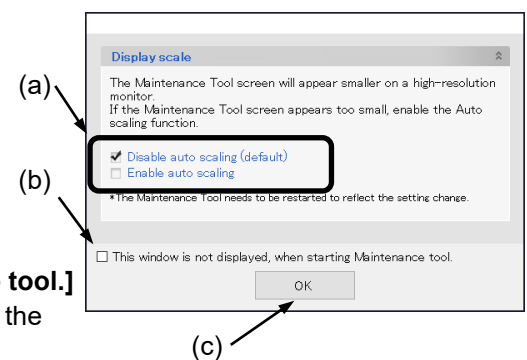 Display scale
The Maintenance Tool screen will appear smaller on a high-resolution
monitor.
If the Maintenance Tool screen appears too small, enable the Auto
scaling function.
(a)
Disable auto scaling (default)
Enable auto scaling
(b)
*The Maintenance Tool needs to be restarted to reflect the setting change.
This window is not displayed, when starting Maintenance tool.
tool.]
OK
the
(c)